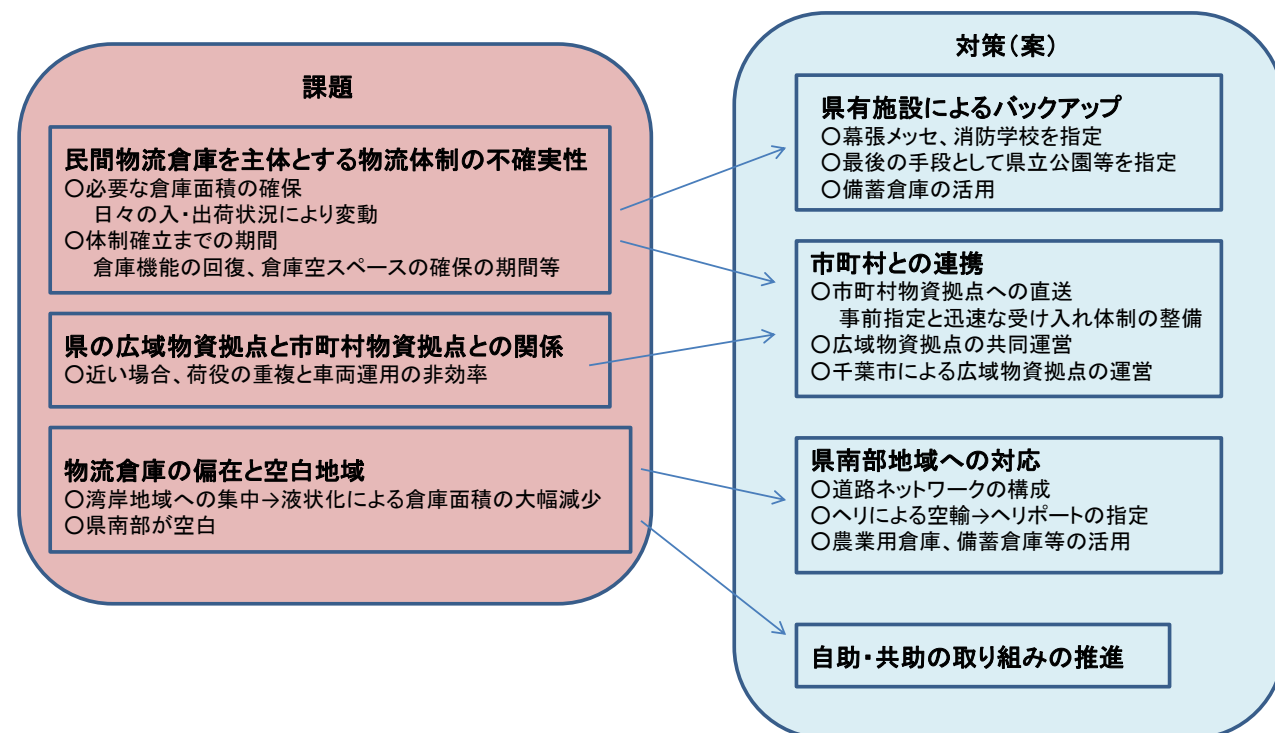 課題
民間物流倉庫を主体とする物流体制の不確実性
○必要な倉庫面積の確保
日々の入・出荷状況により変動
○体制確立までの期間
倉庫機能の回復、倉庫空スペースの確保の期間等
県の広域物資拠点と市町村物資拠点との関係
○近い場合、荷役の重複と車両運用の非効率
物流倉庫の偏在と空白地域
○湾岸地域への集中→液状化による倉庫面積の大幅減少
○県南部が空白
対策(案)
県有施設によるバックアップ
○幕張メッセ、消防学校を指定
○最後の手段として県立公園等を指定
○備蓄倉庫の活用
市町村との連携
○市町村物資拠点への直送
事前指定と迅速な受け入れ体制の整備
○広域物資拠点の共同運営
○千葉市による広域物資拠点の運営
県南部地域への対応
○道路ネットワークの構成
○ヘリによる空輸→ヘリポートの指定
○農業用倉庫、備蓄倉庫等の活用
自助・共助の取り組みの推進